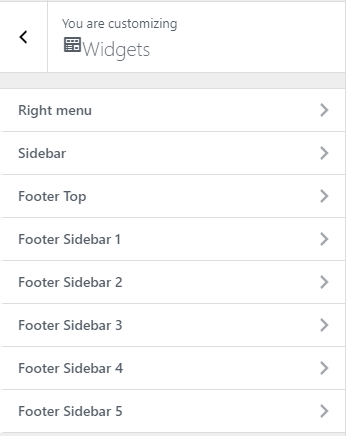 You are customizing
Widgets
Right menu
Sidebar
Footer Top
Footer Sidebar 1
Footer Sidebar 2
Footer Sidebar 3
Footer Sidebar 4
Footer Sidebar 5